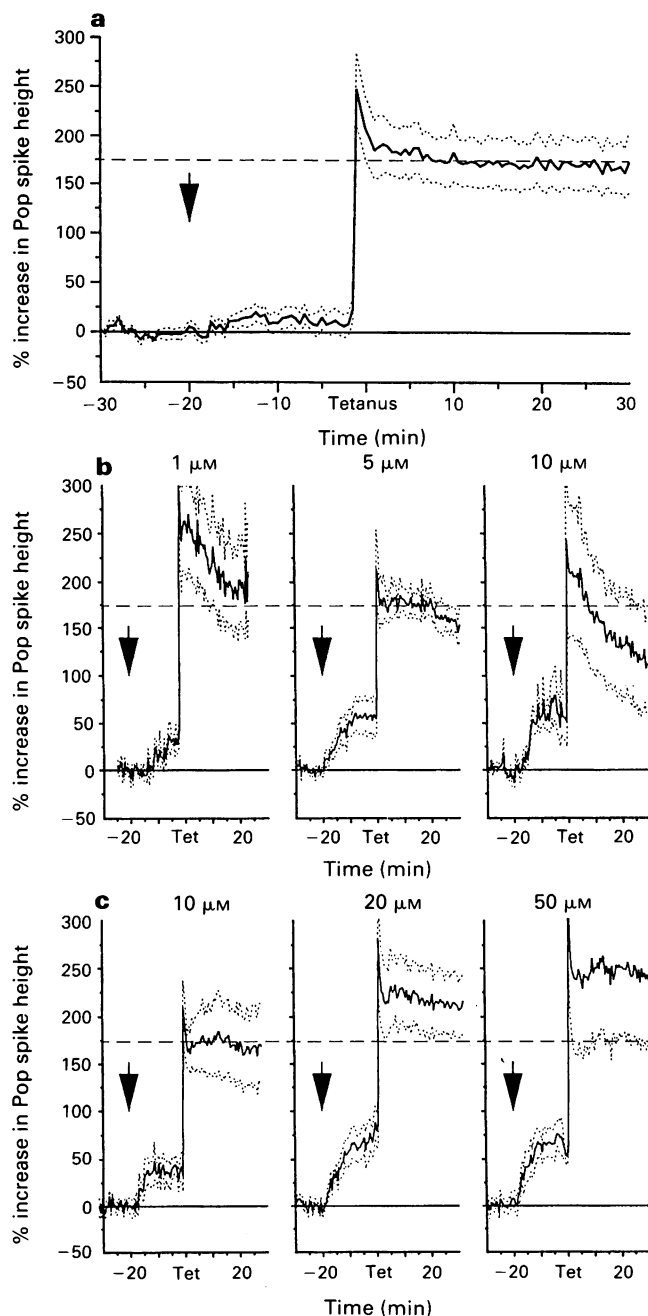 a
% increase in Pop spike height
300
250
200
150
100
50
0
−50
−30 −20 −10 Tetanus 10 20 30
Time (min)
b
1 μM 5 μM 10 μM
% increase in Pop spike height
300
250
200
150
100
50
0
−50
−20 Tet 20 −20 Tet 20 −20 Tet 20
Time (min)
c
10 μM 20 μM 50 μM
% increase in Pop spike height
300
250
200
150
100
50
0
−50
−20 Tet 20 −20 Tet 20 −20 Tet 20
Time (min)